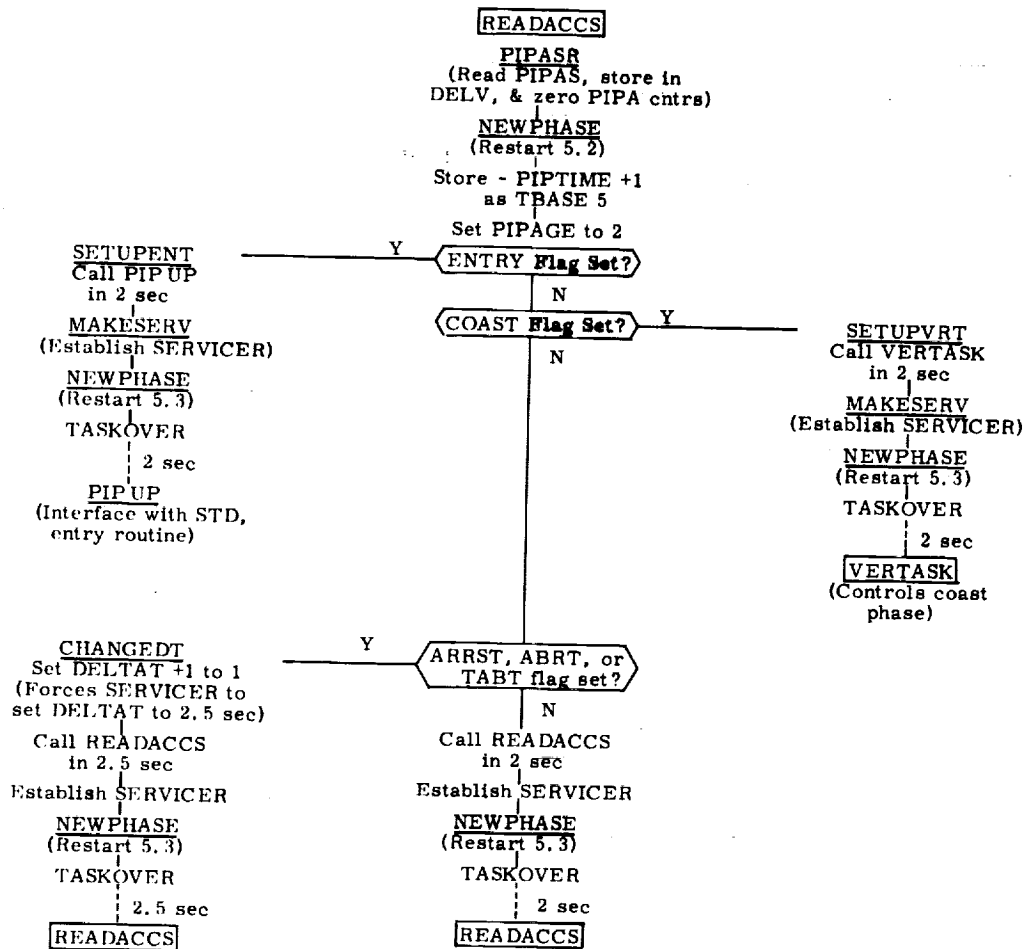 READACCS
PIPASR
(Read PIPAS, store in
DELV, & zero PIPA cntrs)
NEWPHASE
(Restart 5.2)
Store - PIPTIME +1
as TBASE 5
Set PIPAGE to 2
ENTRY Flag Set?
Y
N
SETUPENT
Call PIP UP
in 2 sec
MAKESERV
(Establish SERVICER)
NEWPHASE
(Restart 5.3)
TASKOVER
2 sec
PIP UP
(Interface with STD,
entry routine)
COAST Flag Set?
Y
N
SETUPVRT
Call VERTASK
in 2 sec
MAKESERV
(Establish SERVICER)
NEWPHASE
(Restart 5.3)
TASKOVER
2 sec
VERTASK
(Controls coast
phase)
ARRST, ABRT, or
TABT flag set?
Y
N
CHANGEDT
Set DELTAT +1 to 1
(Forces SERVICER to
set DELTAT to 2.5 sec)
Call READACCS
in 2.5 sec
Establish SERVICER
NEWPHASE
(Restart 5.3)
TASKOVER
2.5 sec
READACCS
Call READACCS
in 2 sec
Establish SERVICER
NEWPHASE
(Restart 5.3)
TASKOVER
2 sec
READACCS